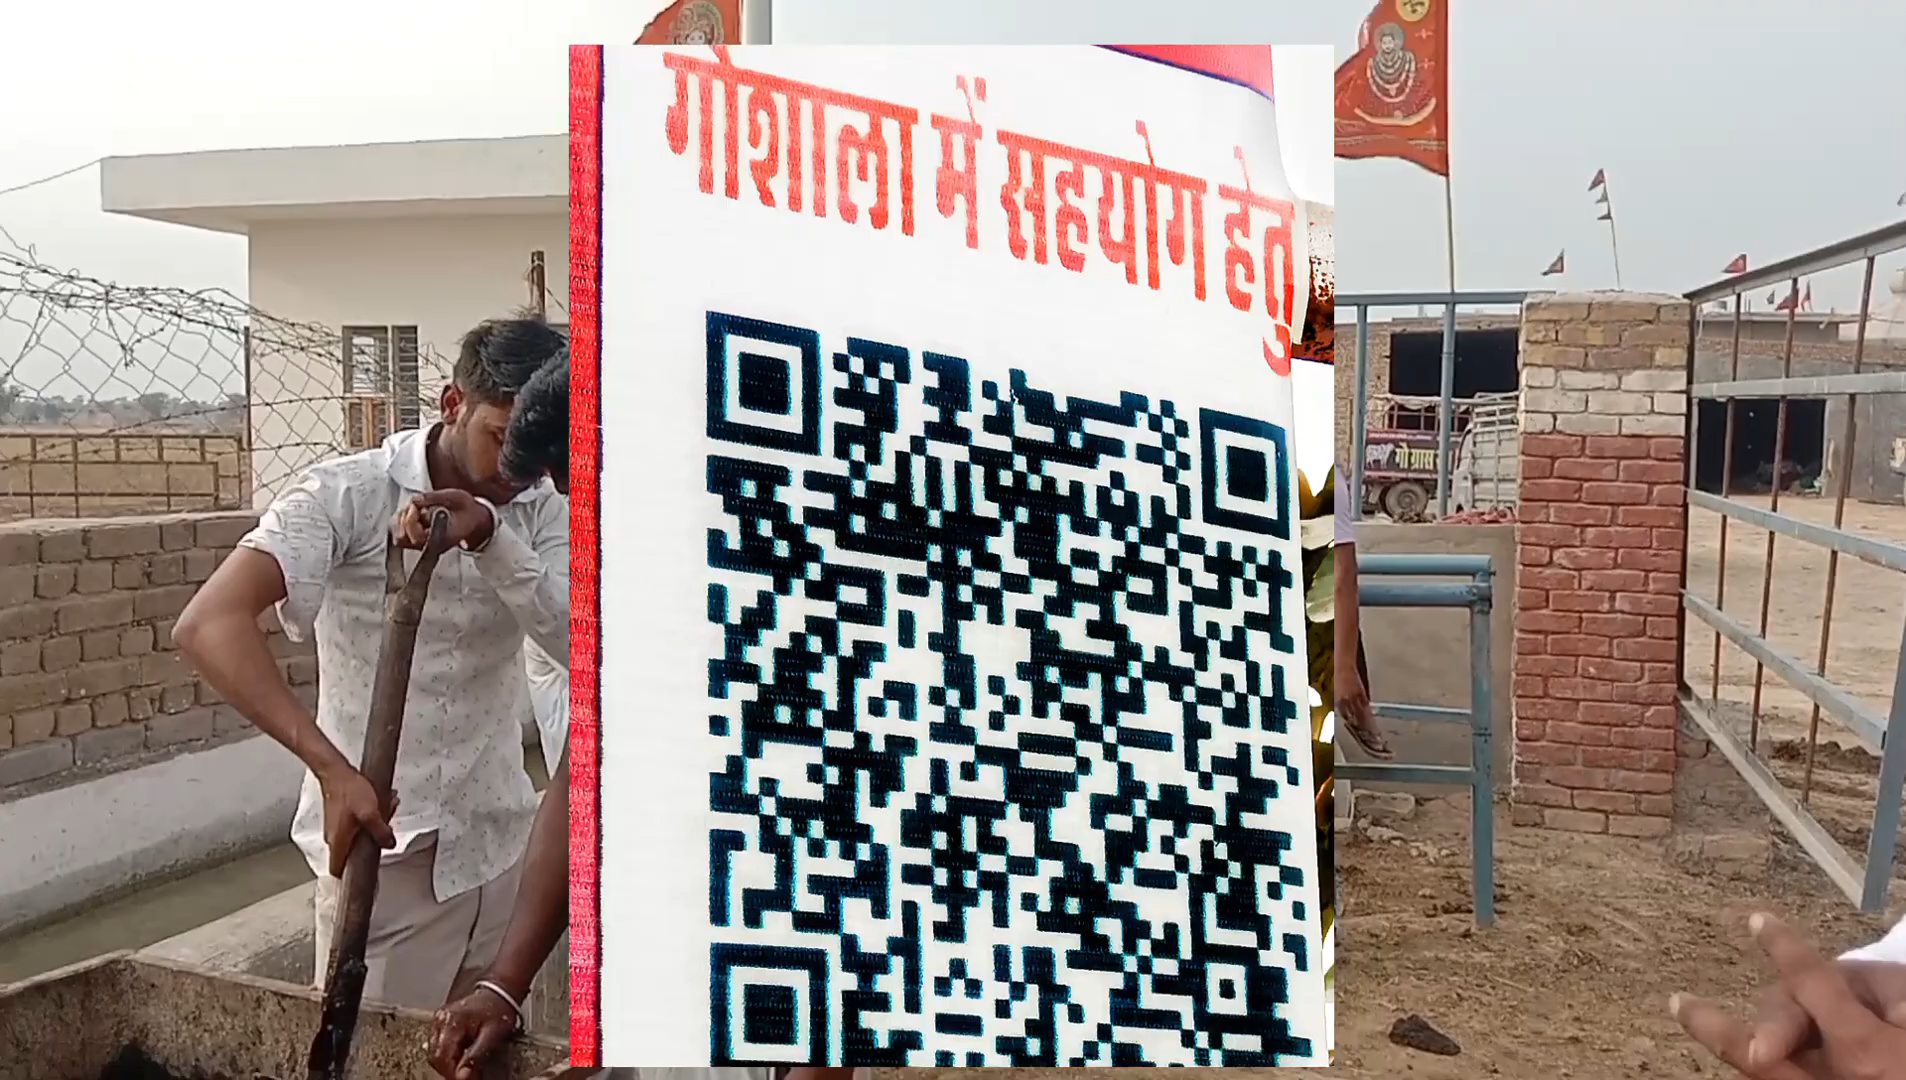 गोशाला में सहयोग हेतु
गो ग्रास